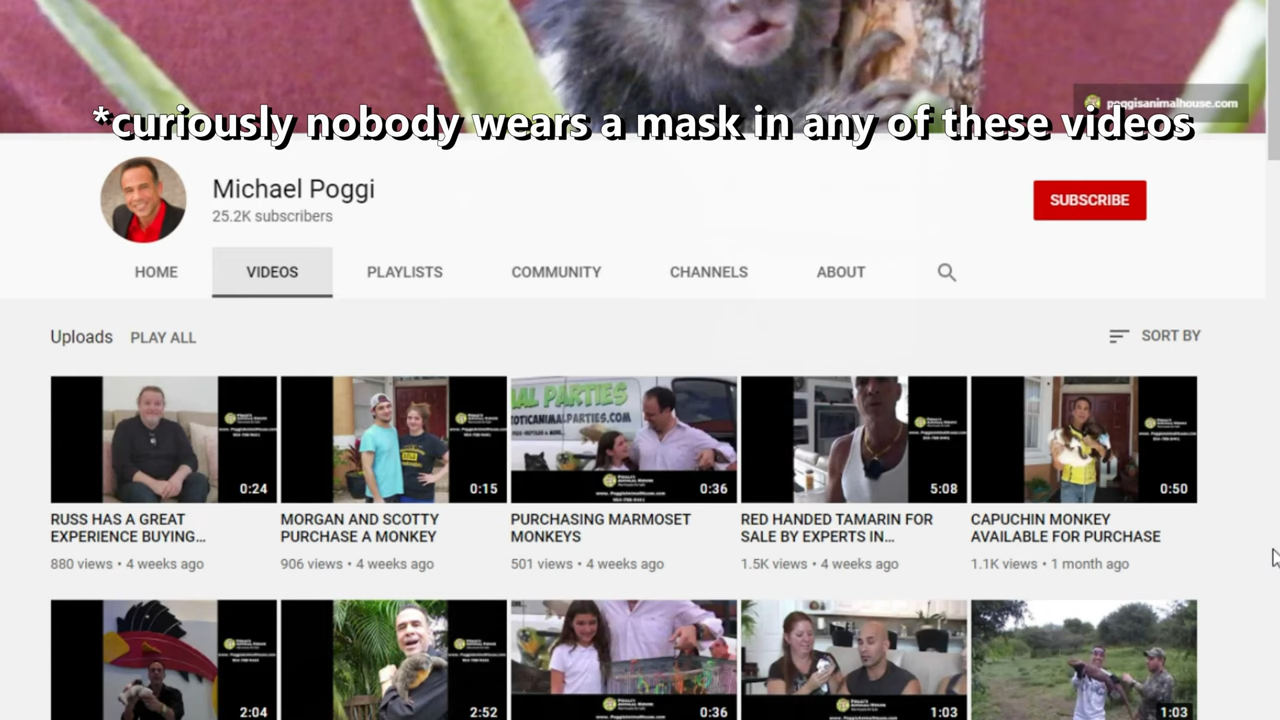 poggisanimalhouse.com
*curiously nobody wears a mask in any of these videos
Michael Poggi
25.2K subscribers
SUBSCRIBE
HOME VIDEOS PLAYLISTS COMMUNITY CHANNELS ABOUT
Uploads PLAY ALL SORT BY
AL PARTIES
OTICANIMALPARTIES.COM
0:24 0:15 0:36 5:08 0:50
RUSS HAS A GREAT
EXPERIENCE BUYING...
880 views • 4 weeks ago
MORGAN AND SCOTTY
PURCHASE A MONKEY
906 views • 4 weeks ago
PURCHASING MARMOSET
MONKEYS
501 views • 4 weeks ago
RED HANDED TAMARIN FOR
SALE BY EXPERTS IN...
1.5K views • 4 weeks ago
CAPUCHIN MONKEY
AVAILABLE FOR PURCHASE
1.1K views • 1 month ago
2:04 2:52 0:36 1:03 1:03